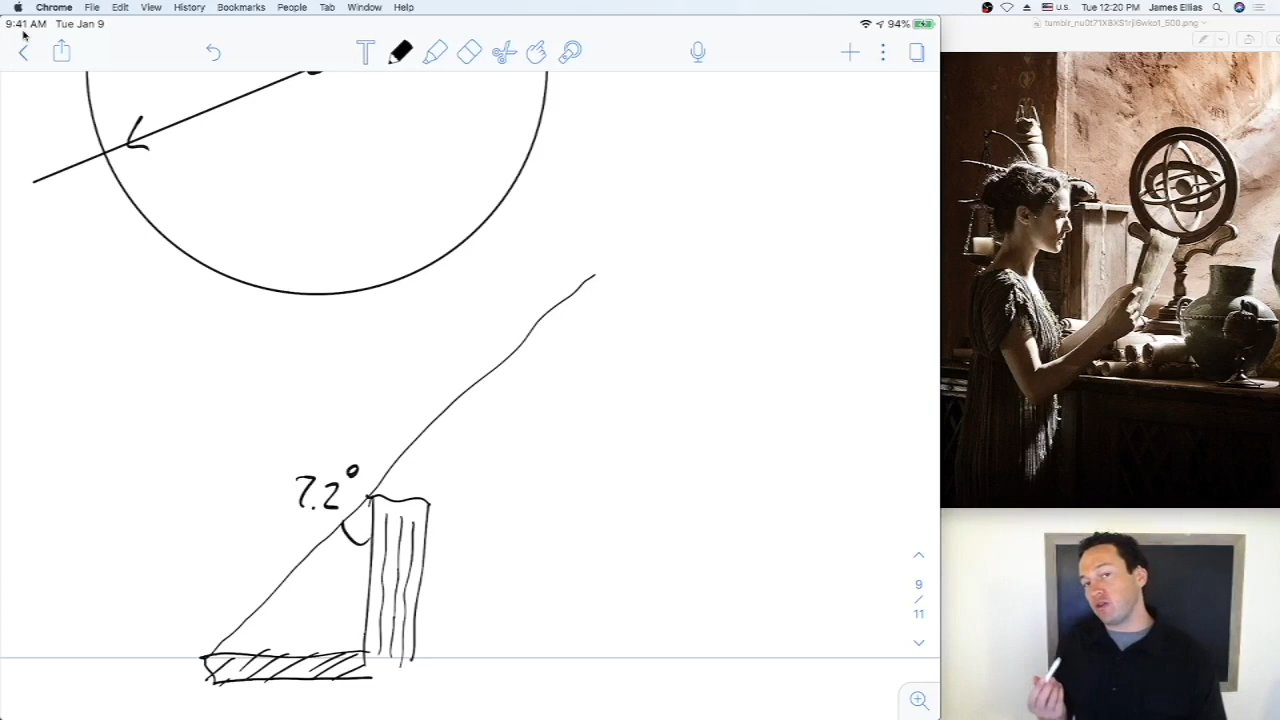 Chrome File Edit View History Bookmarks People Tab Window Help
U.S. Tue 12:20 PM James Ellias
9:41 AM Tue Jan 9
94%
T
7.2°
9
/
11